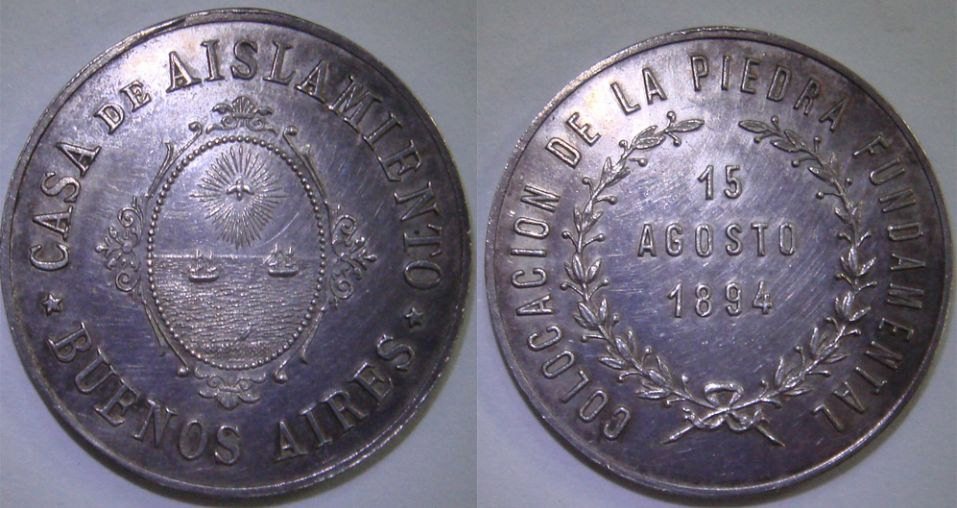 CASA DE AISLAMIENTO
★ BUENOS AIRES ★
COLOCACION DE LA PIEDRA FUNDAMENTAL
15
AGOSTO
1894